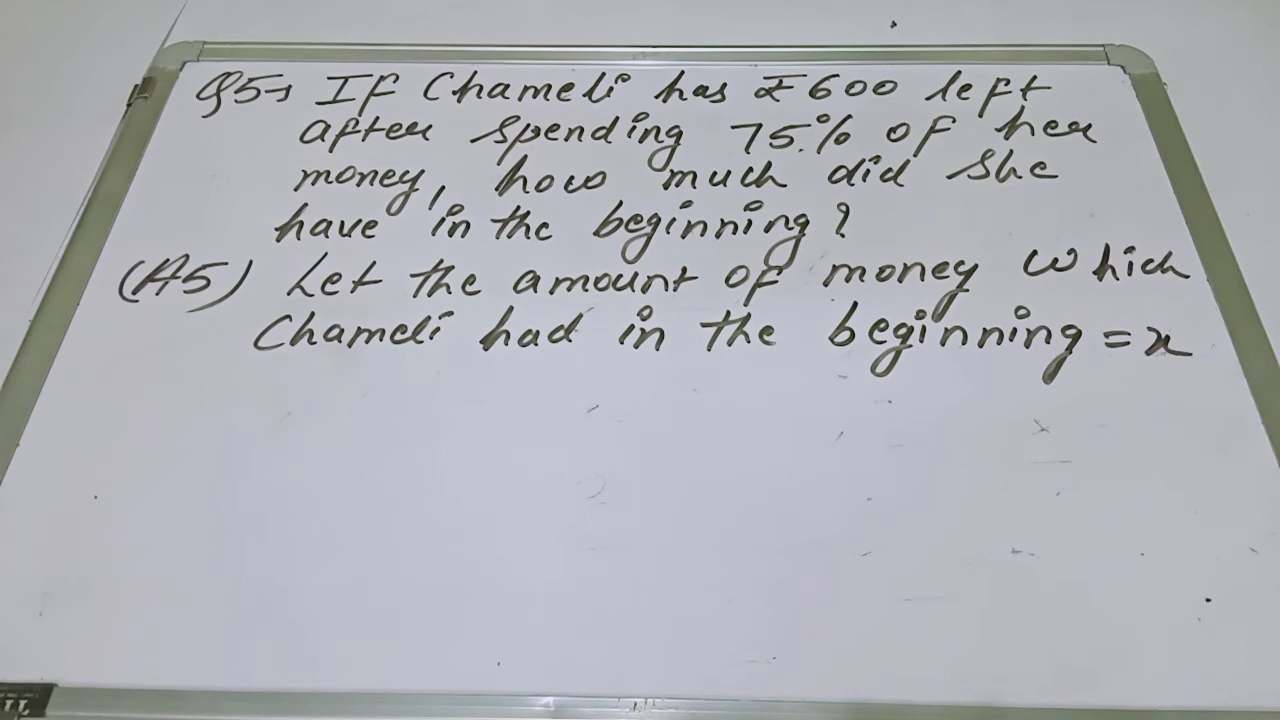 Q5→ If Chameli has ₹600 left
after spending 75% of her
money, how much did she
have in the beginning?
(A5) Let the amount of money which
Chameli had in the beginning = x